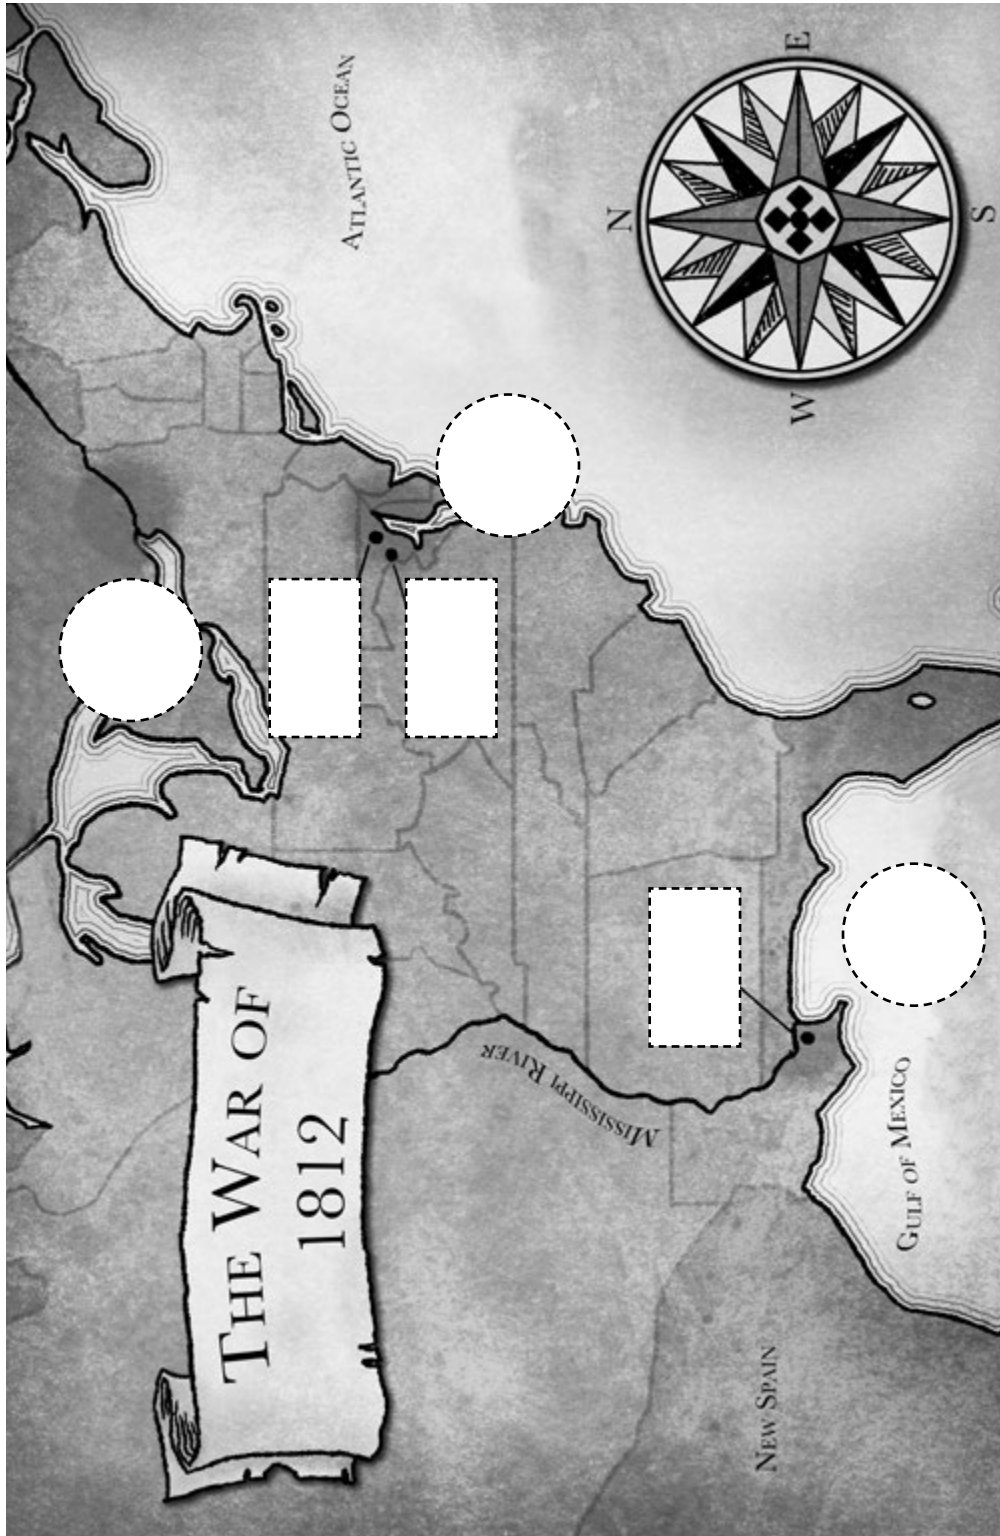 THE WAR OF
1812
ATLANTIC OCEAN
N
E
S
W
MISSISSIPPI RIVER
GULF OF MEXICO
NEW SPAIN